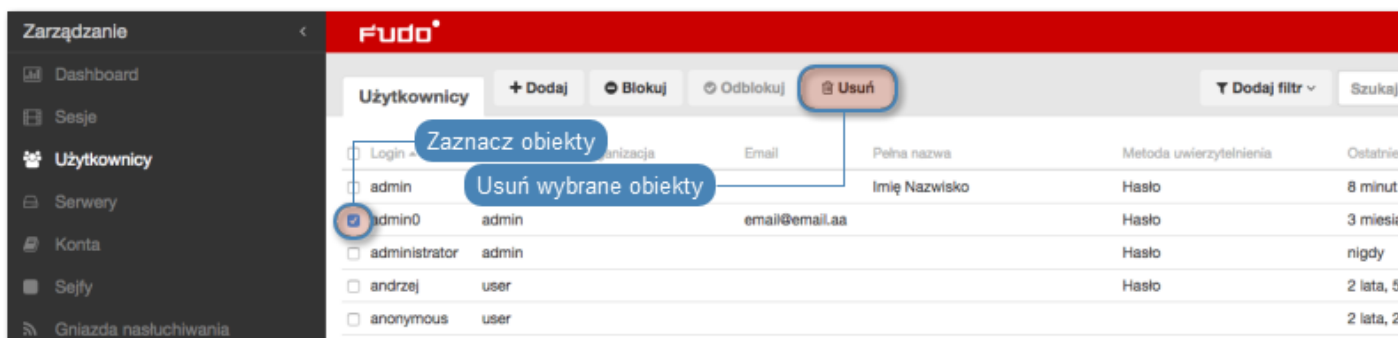 Zarządzanie
Dashboard
Sesje
Użytkownicy
Serwery
Konta
Sejfy
Gniazda nasłuchiwania
FUDO
Użytkownicy
Dodaj
Blokuj
Odblokuj
Usuń
Dodaj filtr
Szukaj
Zaznacz obiekty
Usuń wybrane obiekty
Login Email Pełna nazwa Metoda uwierzytelnienia
admin Imię Nazwisko Hasło 8 minut
admin0 admin email@email.aa Hasło 3 miesią
administrator admin Hasło nigdy
andrzej user Hasło 2 lata, 5
anonymous user 2 lata, 2